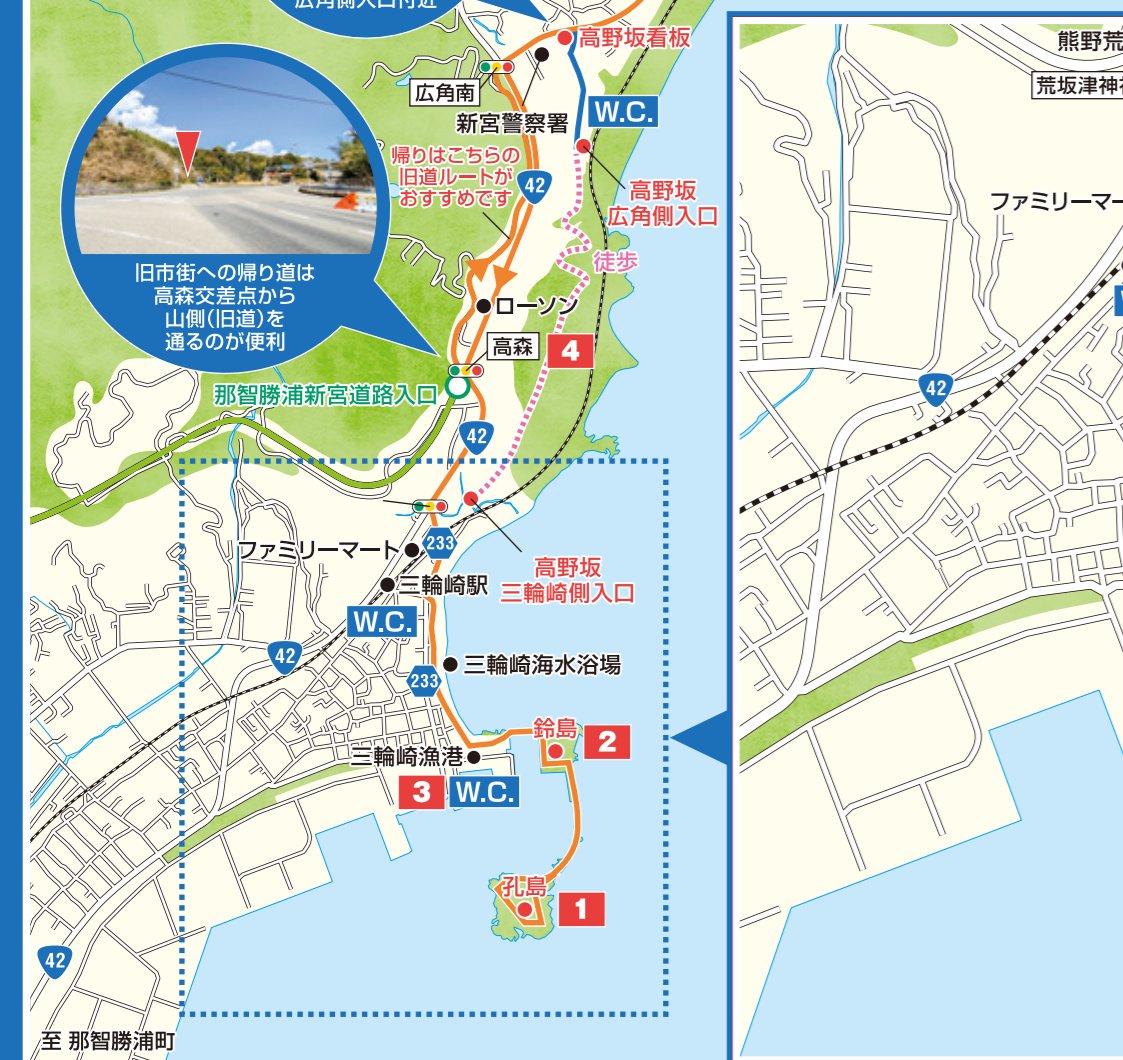 広角側入口付近
高野坂看板
広角南
新宮警察署
W.C.
帰りはこちらの
旧道ルートが
おすすめです
42
高野坂
広角側入口
徒歩
旧市街への帰り道は
高森交差点から
山側(旧道)を
通るのが便利
ローソン
高森
4
那智勝浦新宮道路入口
42
ファミリーマート
233
三輪崎駅
高野坂
三輪崎側入口
W.C.
42
三輪崎海水浴場
233
鈴島
2
三輪崎漁港
3
W.C.
孔島
1
42
至 那智勝浦町
熊野荒
荒坂津神社
ファミリーマー
42